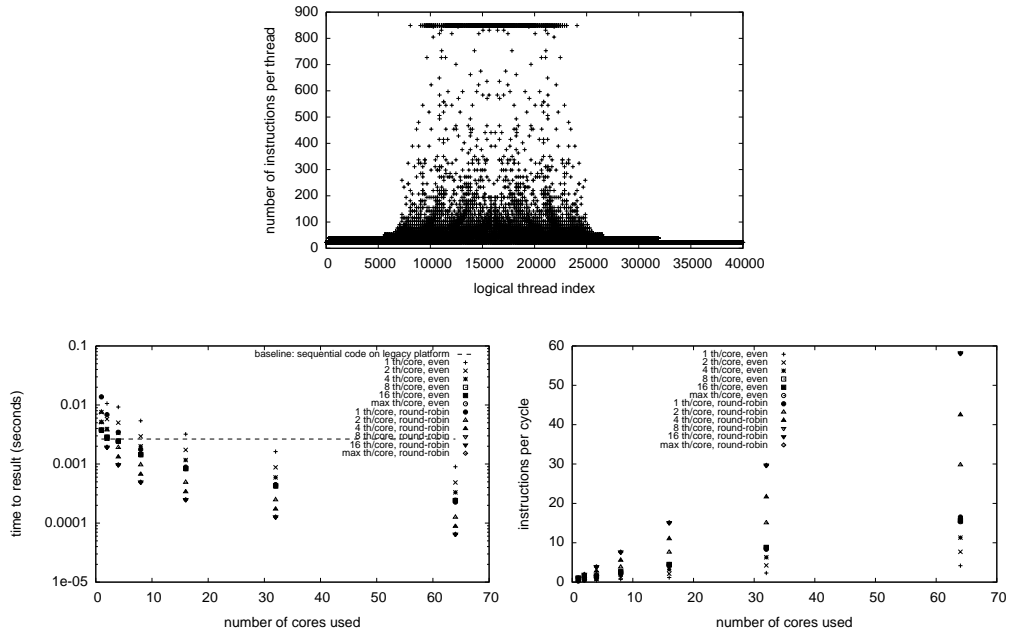 900
800
700
600
500
400
300
200
100
0
number of instructions per thread
0 5000 10000 15000 20000 25000 30000 35000 40000
logical thread index
0.1
0.01
0.001
0.0001
1e-05
time to result (seconds)
baseline: sequential code on legacy platform
1 th/core, even
2 th/core, even
4 th/core, even
8 th/core, even
16 th/core, even
max th/core, even
1 th/core, round-robin
2 th/core, round-robin
4 th/core, round-robin
8 th/core, round-robin
16 th/core, round-robin
max th/core, round-robin
0 10 20 30 40 50 60 70
number of cores used
60
50
40
30
20
10
0
instructions per cycle
1 th/core, even
2 th/core, even
4 th/core, even
8 th/core, even
16 th/core, even
max th/core, even
1 th/core, round-robin
2 th/core, round-robin
4 th/core, round-robin
8 th/core, round-robin
16 th/core, round-robin
max th/core, round-robin
0 10 20 30 40 50 60 70
number of cores used